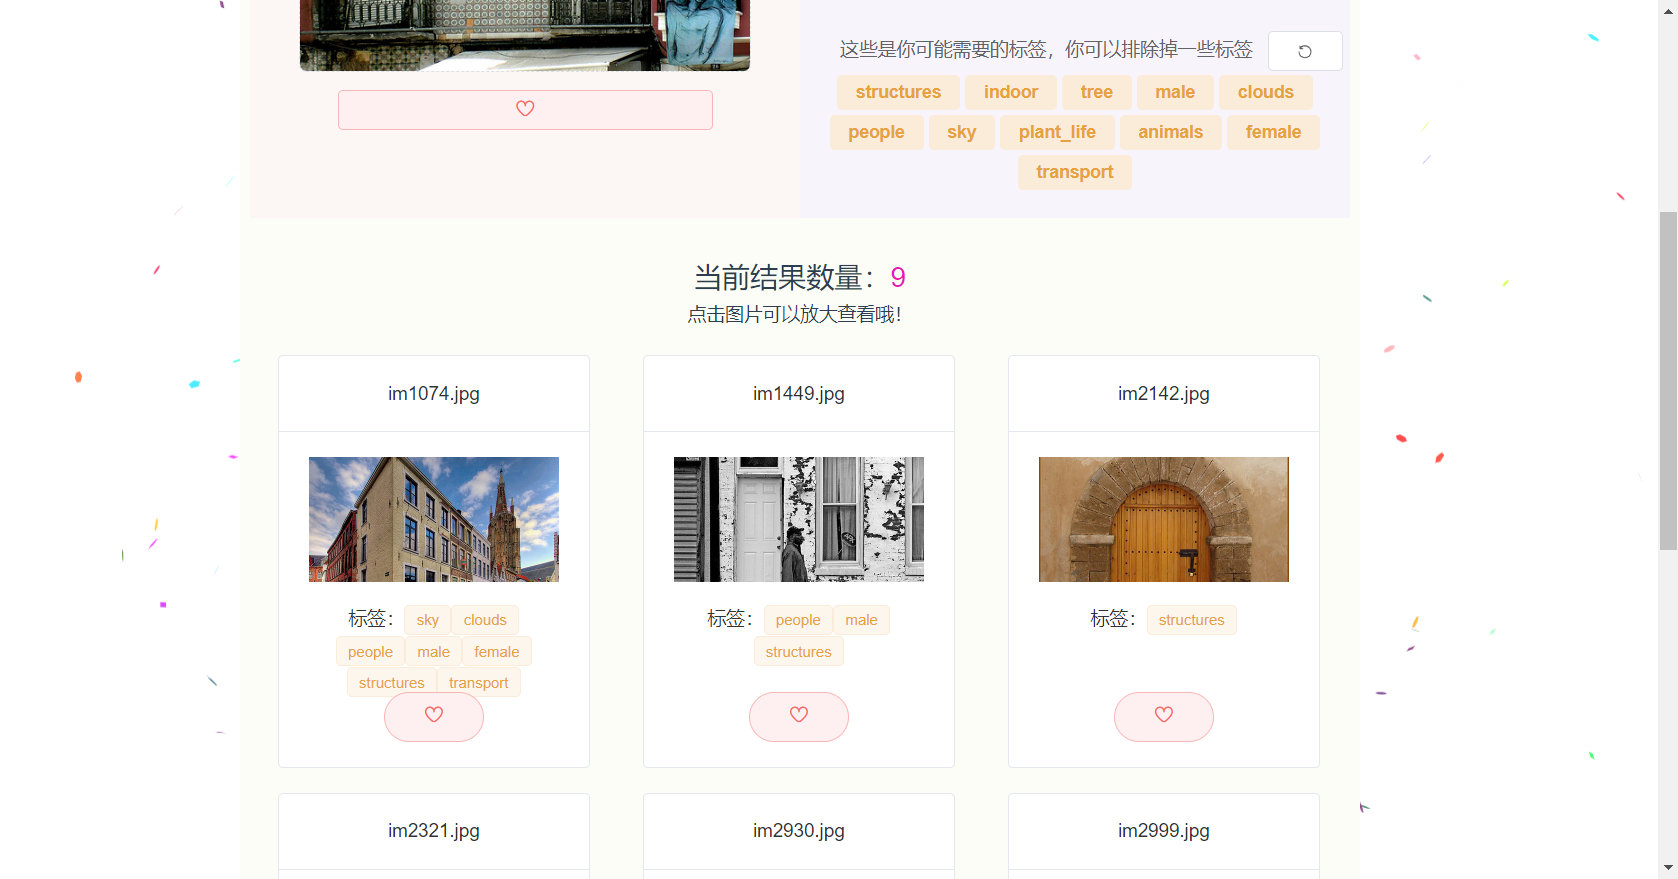 这些是你可能需要的标签，你可以排除掉一些标签
structures indoor tree male clouds
people sky plant_life animals female
transport
当前结果数量：9
点击图片可以放大查看哦！
im1074.jpg
标签： sky clouds
people male female
structures transport
im1449.jpg
标签： people male
structures
im2142.jpg
标签： structures
im2321.jpg
im2930.jpg
im2999.jpg